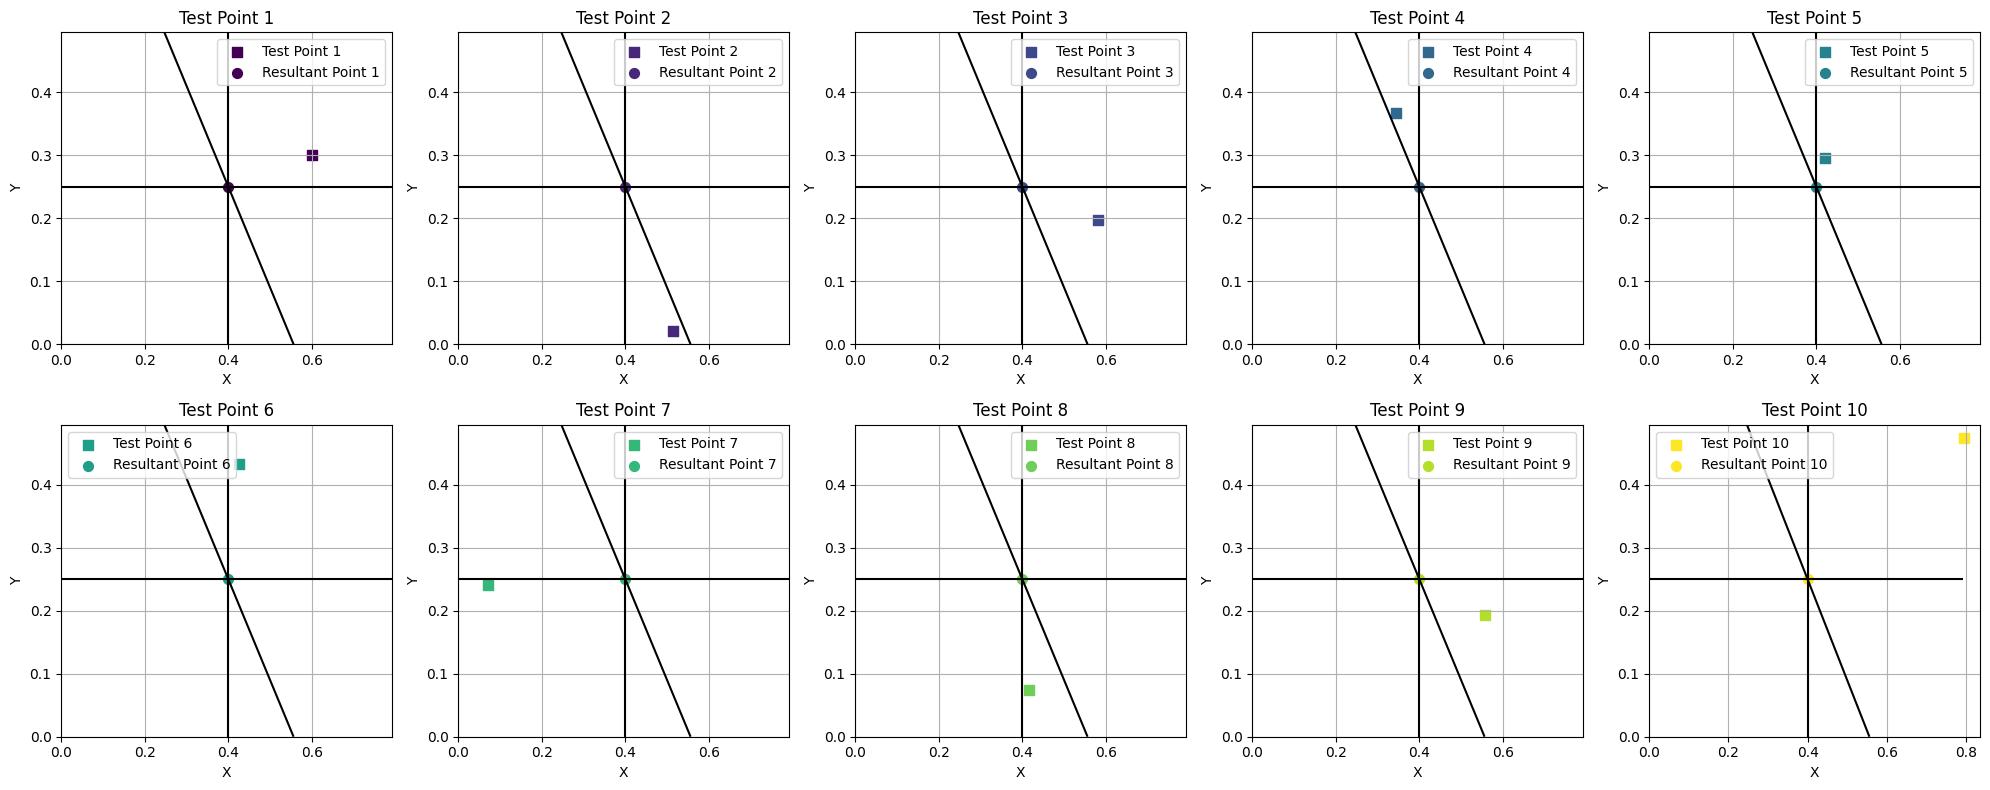 Test Point 1
Test Point 1
Resultant Point 1
Y
0.4
0.3
0.2
0.1
0.0
0.0 0.2 0.4 0.6
X
Test Point 2
Test Point 2
Resultant Point 2
Y
0.4
0.3
0.2
0.1
0.0
0.0 0.2 0.4 0.6
X
Test Point 3
Test Point 3
Resultant Point 3
Y
0.4
0.3
0.2
0.1
0.0
0.0 0.2 0.4 0.6
X
Test Point 4
Test Point 4
Resultant Point 4
Y
0.4
0.3
0.2
0.1
0.0
0.0 0.2 0.4 0.6
X
Test Point 5
Test Point 5
Resultant Point 5
Y
0.4
0.3
0.2
0.1
0.0
0.0 0.2 0.4 0.6
X
Test Point 6
Test Point 6
Resultant Point 6
Y
0.4
0.3
0.2
0.1
0.0
0.0 0.2 0.4 0.6
X
Test Point 7
Test Point 7
Resultant Point 7
Y
0.4
0.3
0.2
0.1
0.0
0.0 0.2 0.4 0.6
X
Test Point 8
Test Point 8
Resultant Point 8
Y
0.4
0.3
0.2
0.1
0.0
0.0 0.2 0.4 0.6
X
Test Point 9
Test Point 9
Resultant Point 9
Y
0.4
0.3
0.2
0.1
0.0
0.0 0.2 0.4 0.6
X
Test Point 10
Test Point 10
Resultant Point 10
Y
0.4
0.3
0.2
0.1
0.0
0.0 0.2 0.4 0.6 0.8
X